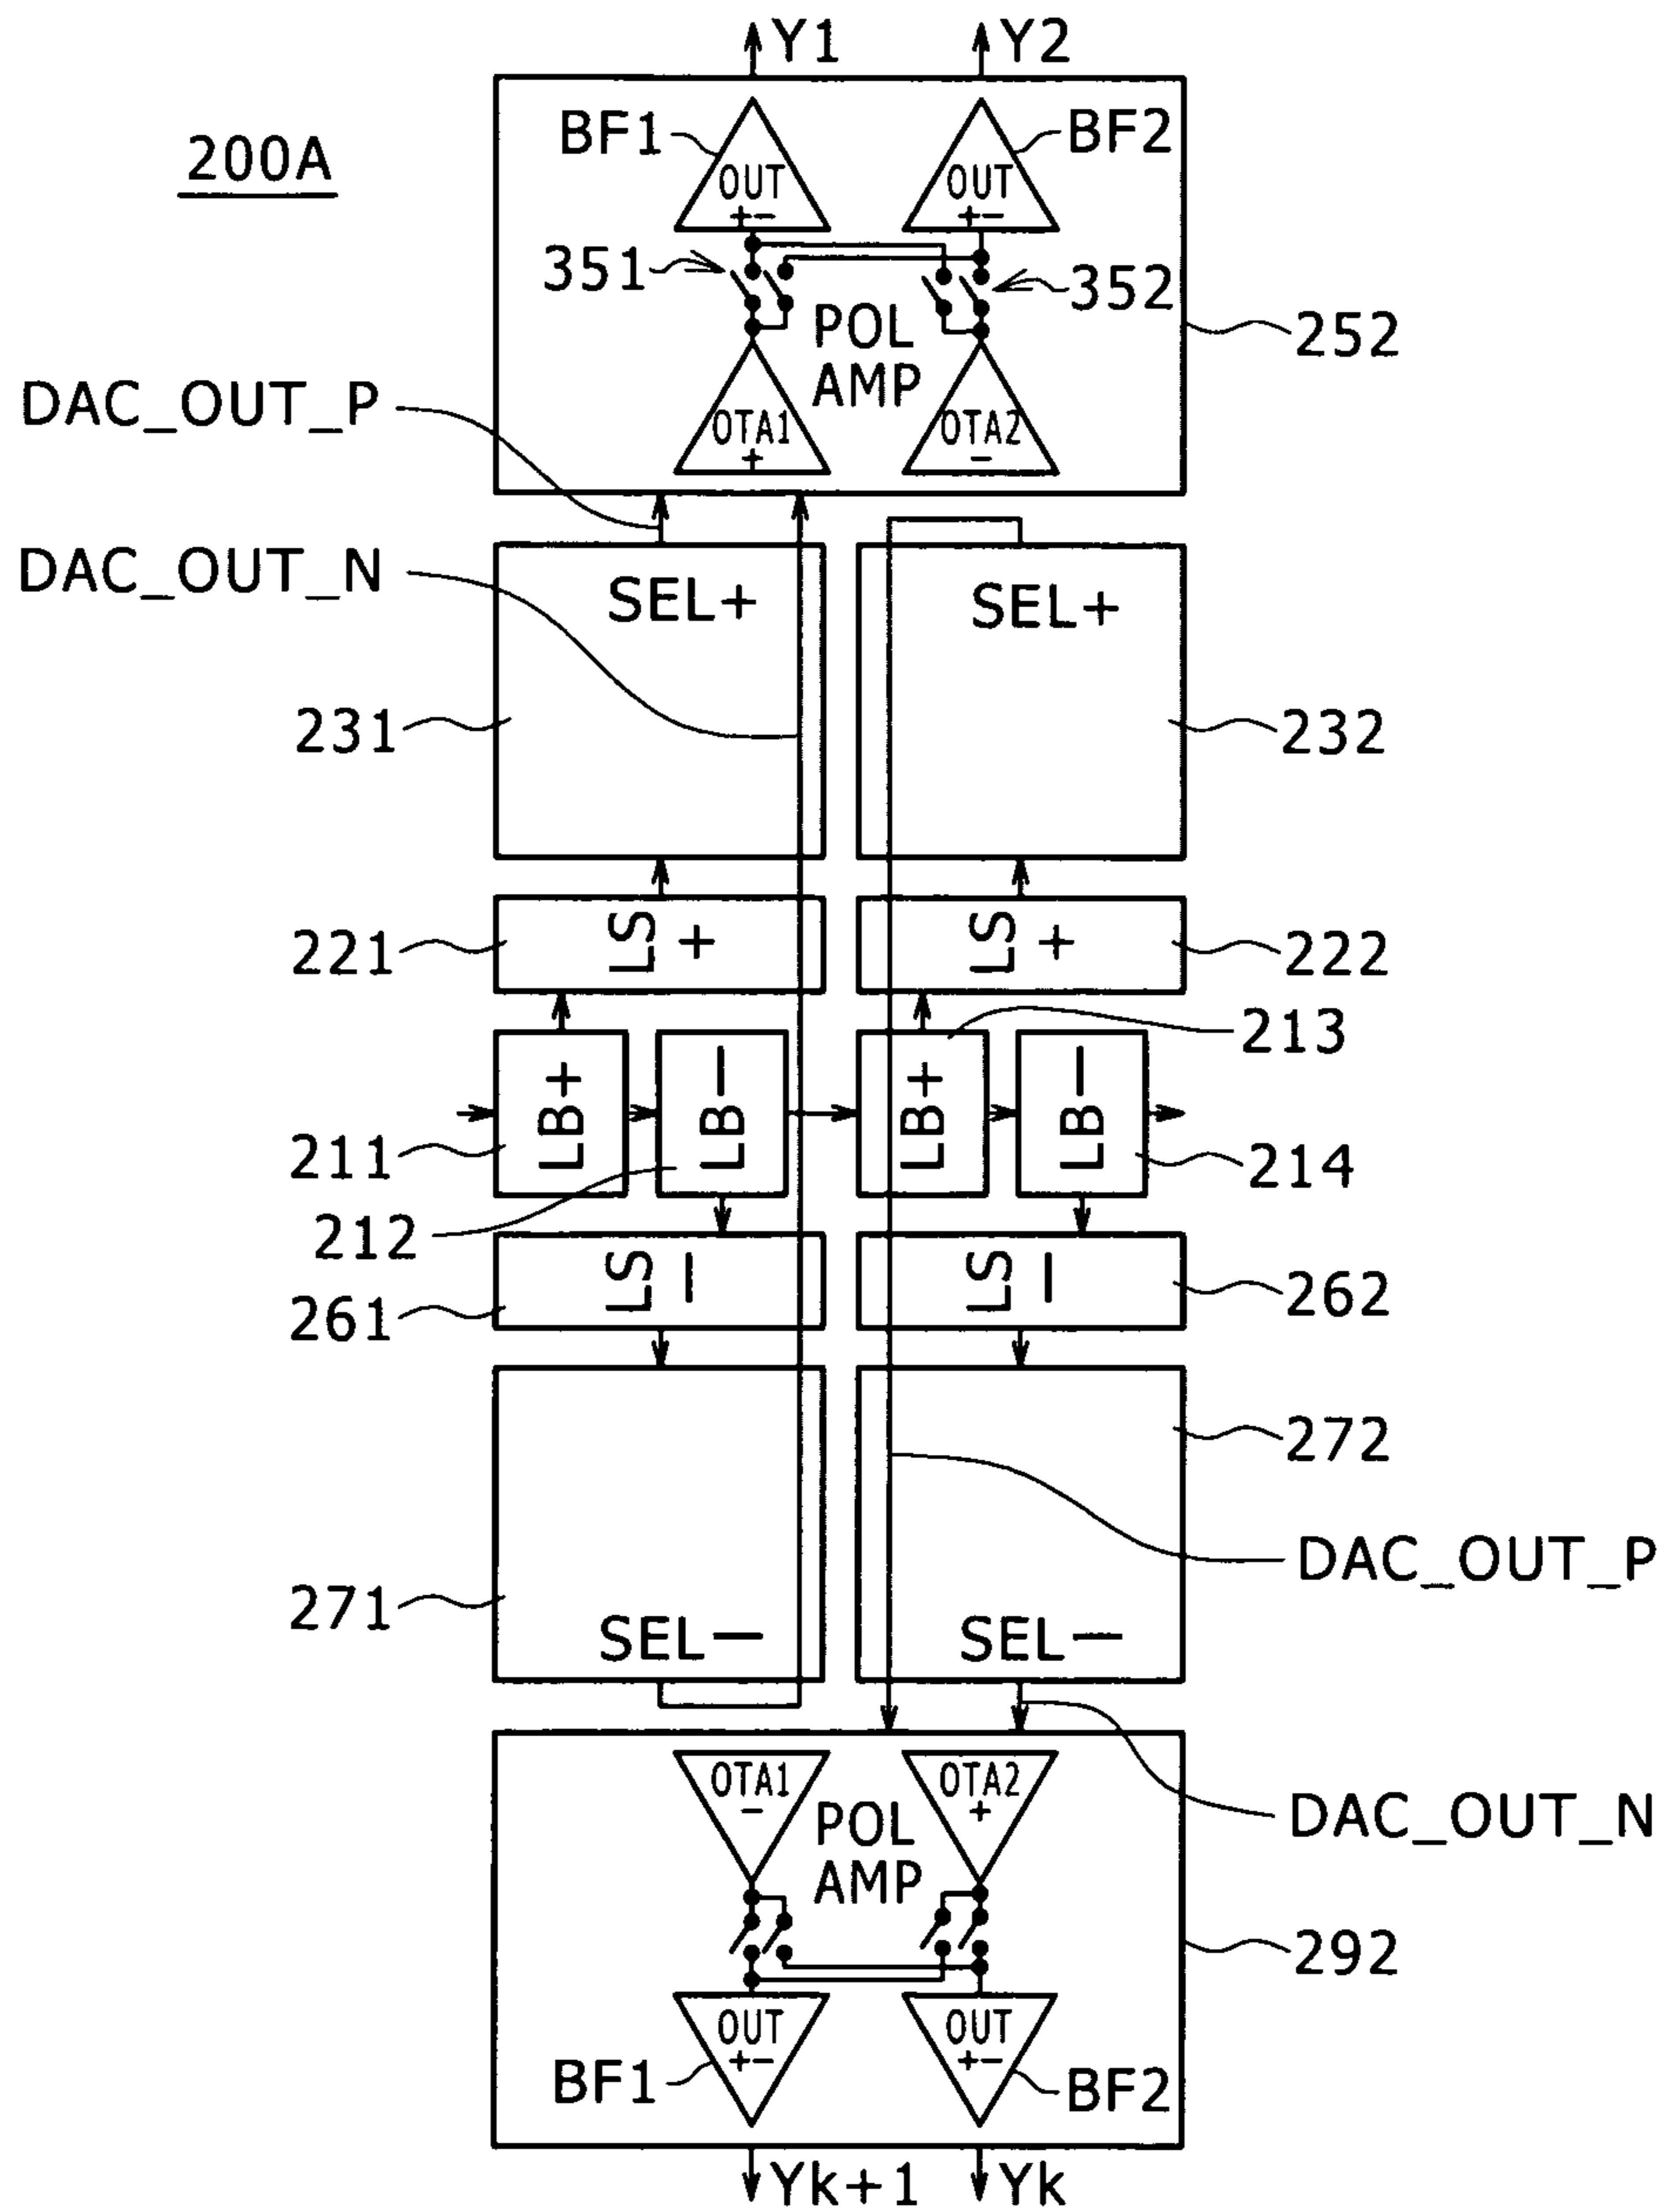 Y1 Y2
200A
BF1 BF2
OUT OUT
+- +-
351 352
POL
AMP
252
OTA1 OTA2
+ -
DAC_OUT_P
DAC_OUT_N
SEL+ SEL+
231 232
LS+ LS+
221 222
213
LB+ LB- LB+ LB-
211 214
212
LS- LS-
261 262
272
DAC_OUT_P
271
SEL- SEL-
OTA1 OTA2
- +
POL
AMP
DAC_OUT_N
292
OUT OUT
+- +-
BF1 BF2
Yk+1 Yk